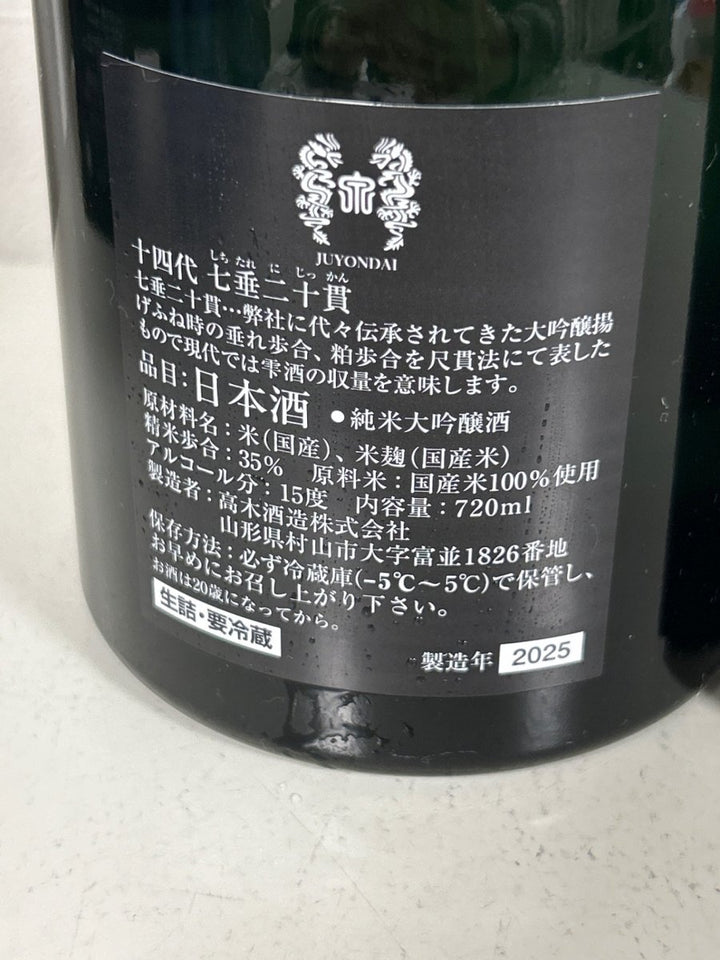 JUYONDAI
しち たれ に じっ かん
十四代 七垂二十貫
七垂二十貫…弊社に代々伝承されてきた大吟醸揚
げふね時の垂れ歩合、粕歩合を尺貫法にて表した
もので現代では雫酒の収量を意味します。
品目：日本酒 ●純米大吟醸酒
原材料名：米(国産)、米麹(国産米)
精米歩合：35% 原料米：国産米100%使用
アルコール分：15度 内容量：720ml
製造者：高木酒造株式会社
山形県村山市大字富並1826番地
保存方法：必ず冷蔵庫(-5℃～5℃)で保管し、
お早めにお召し上がり下さい。
お酒は20歳になってから。
生詰・要冷蔵
製造年 2025